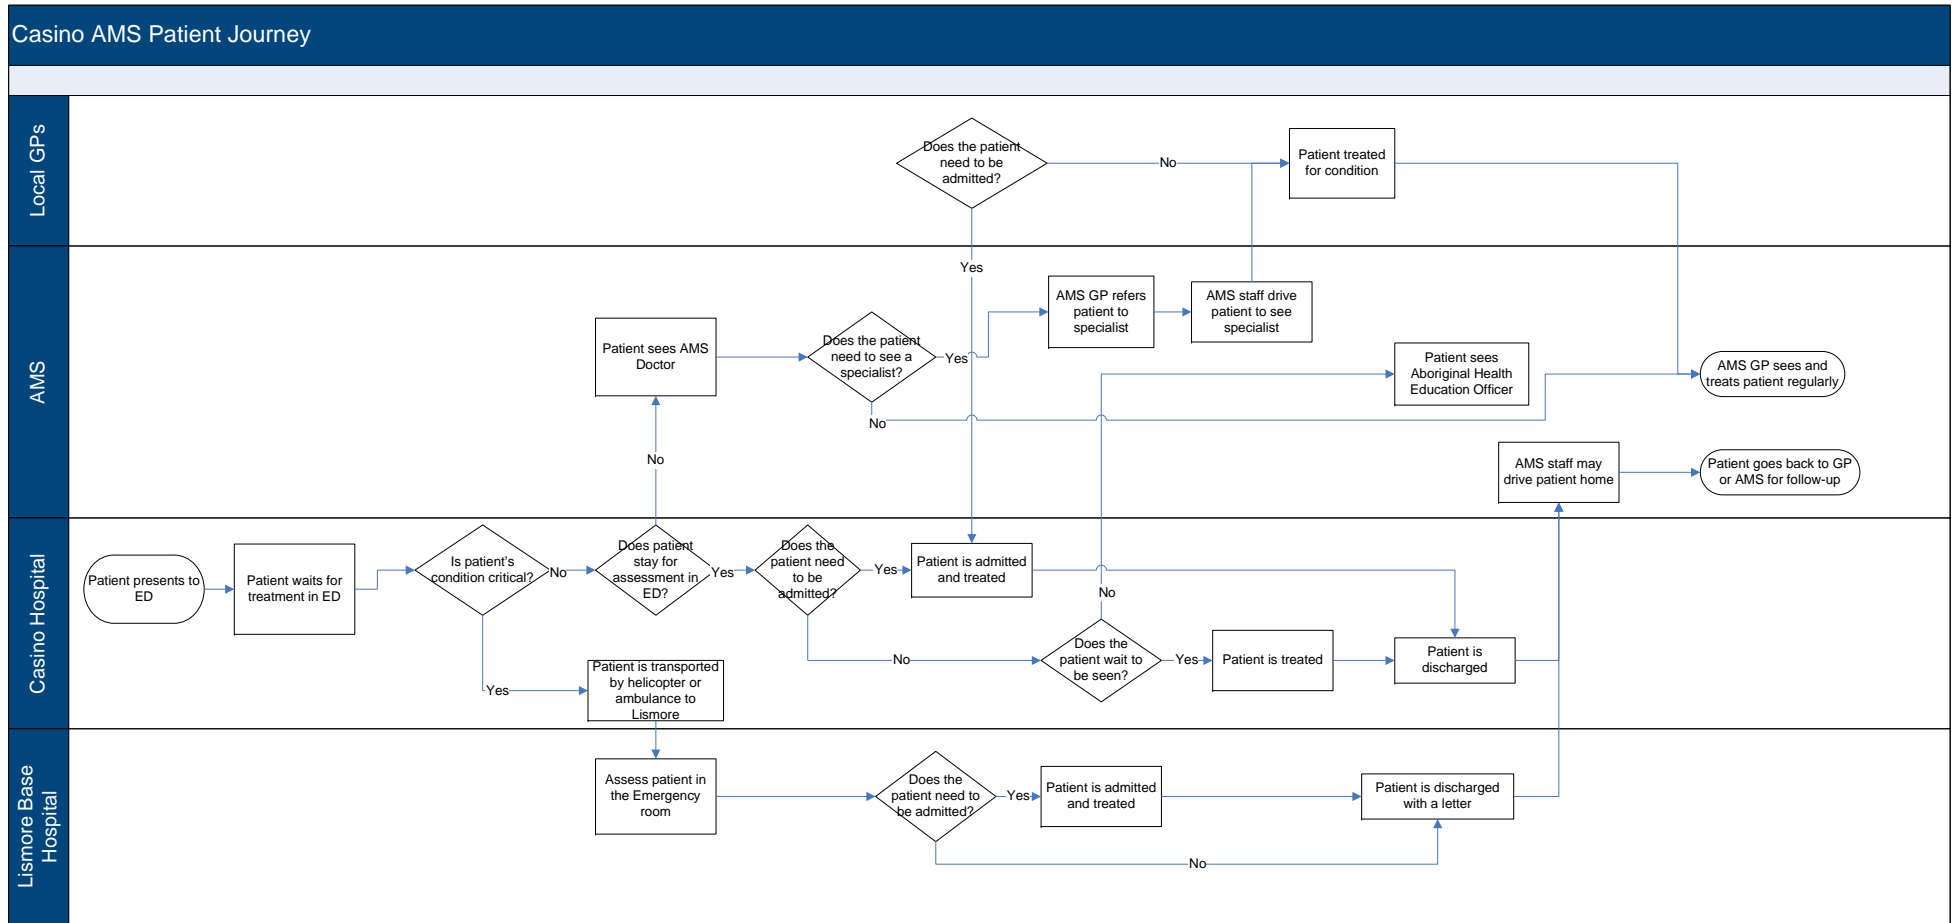 Casino AMS Patient Journey
Local GPs
Does the patient
need to be
admitted?
No
Patient treated
for condition
Yes
AMS
Patient sees AMS
Doctor
Does the patient
need to see a
specialist?
Yes
No
AMS GP refers
patient to
specialist
AMS staff drive
patient to see
specialist
Patient sees
Aboriginal Health
Education Officer
AMS GP sees and
treats patient regularly
No
AMS staff may
drive patient home
Patient goes back to GP
or AMS for follow-up
Casino Hospital
Patient presents to
ED
Patient waits for
treatment in ED
Is patient's
condition critical?
No
Yes
Does patient
stay for
assessment in
ED?
Yes
Does the
patient need
to be
admitted?
Yes
No
Patient is admitted
and treated
No
Does the
patient wait to
be seen?
Yes
Patient is treated
Patient is
discharged
Patient is transported
by helicopter or
ambulance to
Lismore
Lismore Base
Hospital
Assess patient in
the Emergency
room
Does the
patient need to
be admitted?
Yes
Patient is admitted
and treated
Patient is discharged
with a letter
No